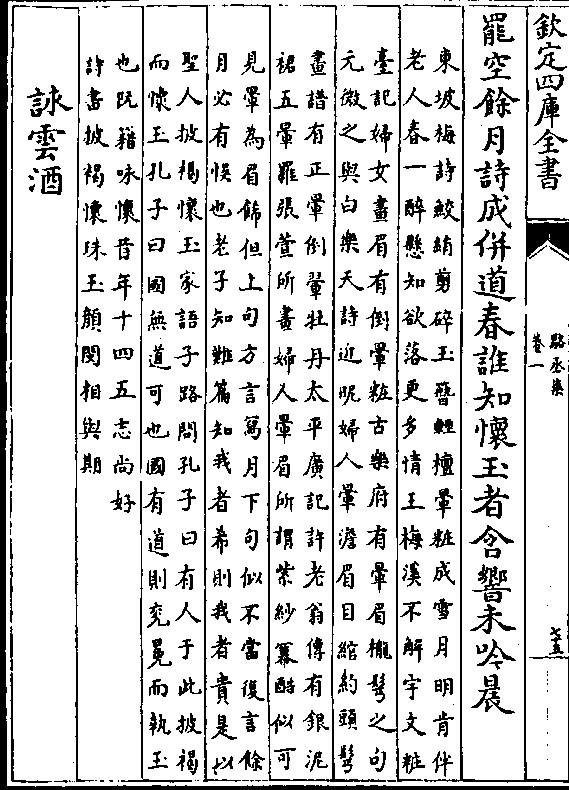 欽定四庫全書
駱丞集
卷一
七五
罷空餘月詩成併道春誰知懷玉者含響未吟晨
東坡梅詩鮫綃剪碎玉簪輕檀暈粧成雪月明肯伴
老人春一醉懸知欲落更多情王梅溪不解宇文粧
臺記婦女畫眉有倒暈粧古樂府有暈眉櫳鬢之句
元微之與白樂天詩近昵婦人暈澹眉目綰約頭鬢
畫譜有正暈倒暈牡丹太平廣記許老翁傳有銀泥
裙五暈羅張萱所畫婦人暈眉所謂紫紗羃酷似可
見暈為眉飾但上句方言寫月下句似不當復言餘
月必有悮也老子知難篇知我者希則我者貴是以
聖人披褐懷玉家語子路問孔子曰有人于此披褐
而懷玉孔子曰國無道可也國有道則兖冕而執玉
也阮籍咏懷昔年十四五志尚好
詩書披褐懷珠玉顏閔相與期
詠雲酒